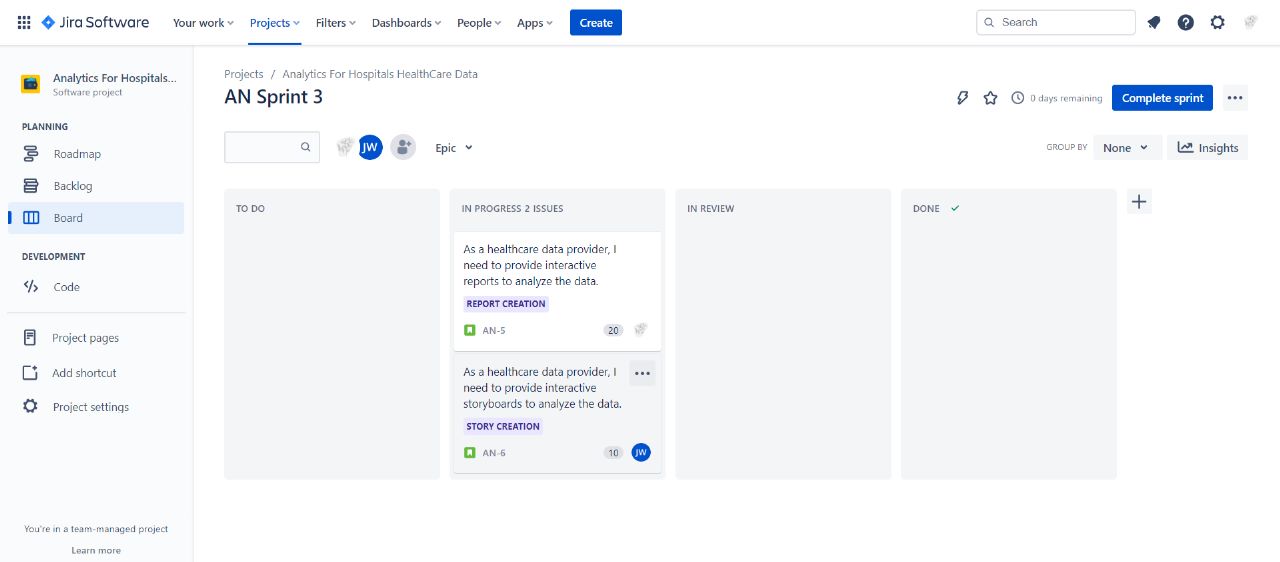 Jira Software
Your work
Projects
Filters
Dashboards
People
Apps
Create
Search
Analytics For Hospitals...
Software project
PLANNING
Roadmap
Backlog
Board
DEVELOPMENT
Code
Project pages
Add shortcut
Project settings
You're in a team-managed project
Learn more
Projects / Analytics For Hospitals HealthCare Data
AN Sprint 3
0 days remaining
Complete sprint
JW
Epic
GROUP BY
None
Insights
TO DO
IN PROGRESS 2 ISSUES
As a healthcare data provider, I
need to provide interactive
reports to analyze the data.
REPORT CREATION
AN-5
20
As a healthcare data provider, I
need to provide interactive
storyboards to analyze the data.
STORY CREATION
AN-6
10
JW
IN REVIEW
DONE